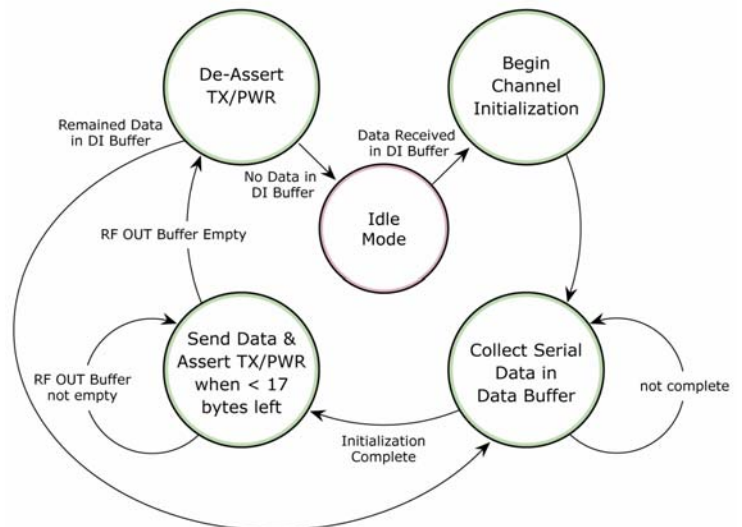 De-Assert
TX/PWR
Begin
Channel
Initialization
Remained Data
in DI Buffer
Data Received
in DI Buffer
No Data in
DI Buffer
Idle
Mode
RF OUT Buffer Empty
Send Data &
Assert TX/PWR
when < 17
bytes left
Collect Serial
Data in
Data Buffer
RF OUT Buffer
not empty
not complete
Initialization
Complete